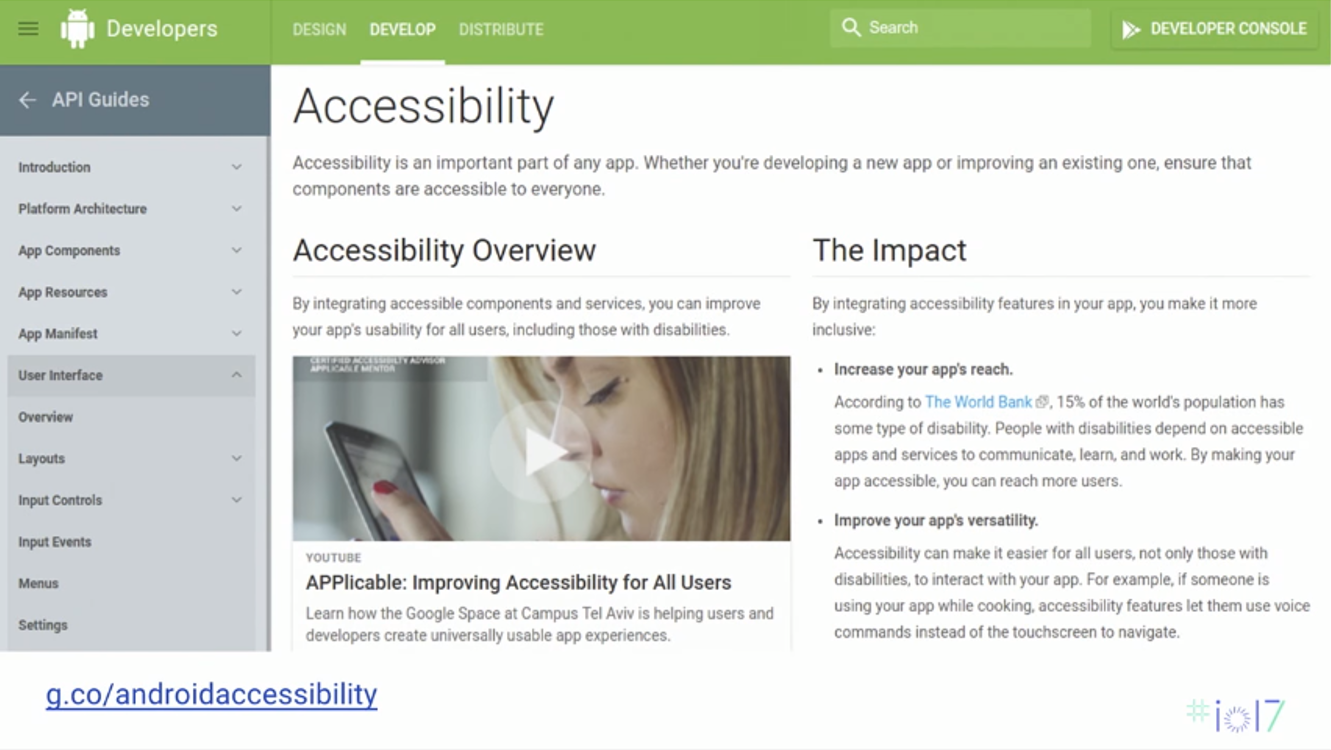 Developers
DESIGN DEVELOP DISTRIBUTE
Search
DEVELOPER CONSOLE
API Guides
Introduction
Platform Architecture
App Components
App Resources
App Manifest
User Interface
Overview
Layouts
Input Controls
Input Events
Menus
Settings
Accessibility
Accessibility is an important part of any app. Whether you're developing a new app or improving an existing one, ensure that
components are accessible to everyone.
Accessibility Overview
By integrating accessible components and services, you can improve
your app's usability for all users, including those with disabilities.
CERTIFIED ACCESSIBILTY ADVISOR
APPLICABLE MENTOR
YOUTUBE
APPlicable: Improving Accessibility for All Users
Learn how the Google Space at Campus Tel Aviv is helping users and
developers create universally usable app experiences.
The Impact
By integrating accessibility features in your app, you make it more
inclusive:
• Increase your app's reach.
According to The World Bank, 15% of the world's population has
some type of disability. People with disabilities depend on accessible
apps and services to communicate, learn, and work. By making your
app accessible, you can reach more users.
• Improve your app's versatility.
Accessibility can make it easier for all users, not only those with
disabilities, to interact with your app. For example, if someone is
using your app while cooking, accessibility features let them use voice
commands instead of the touchscreen to navigate.
g.co/androidaccessibility
#io17